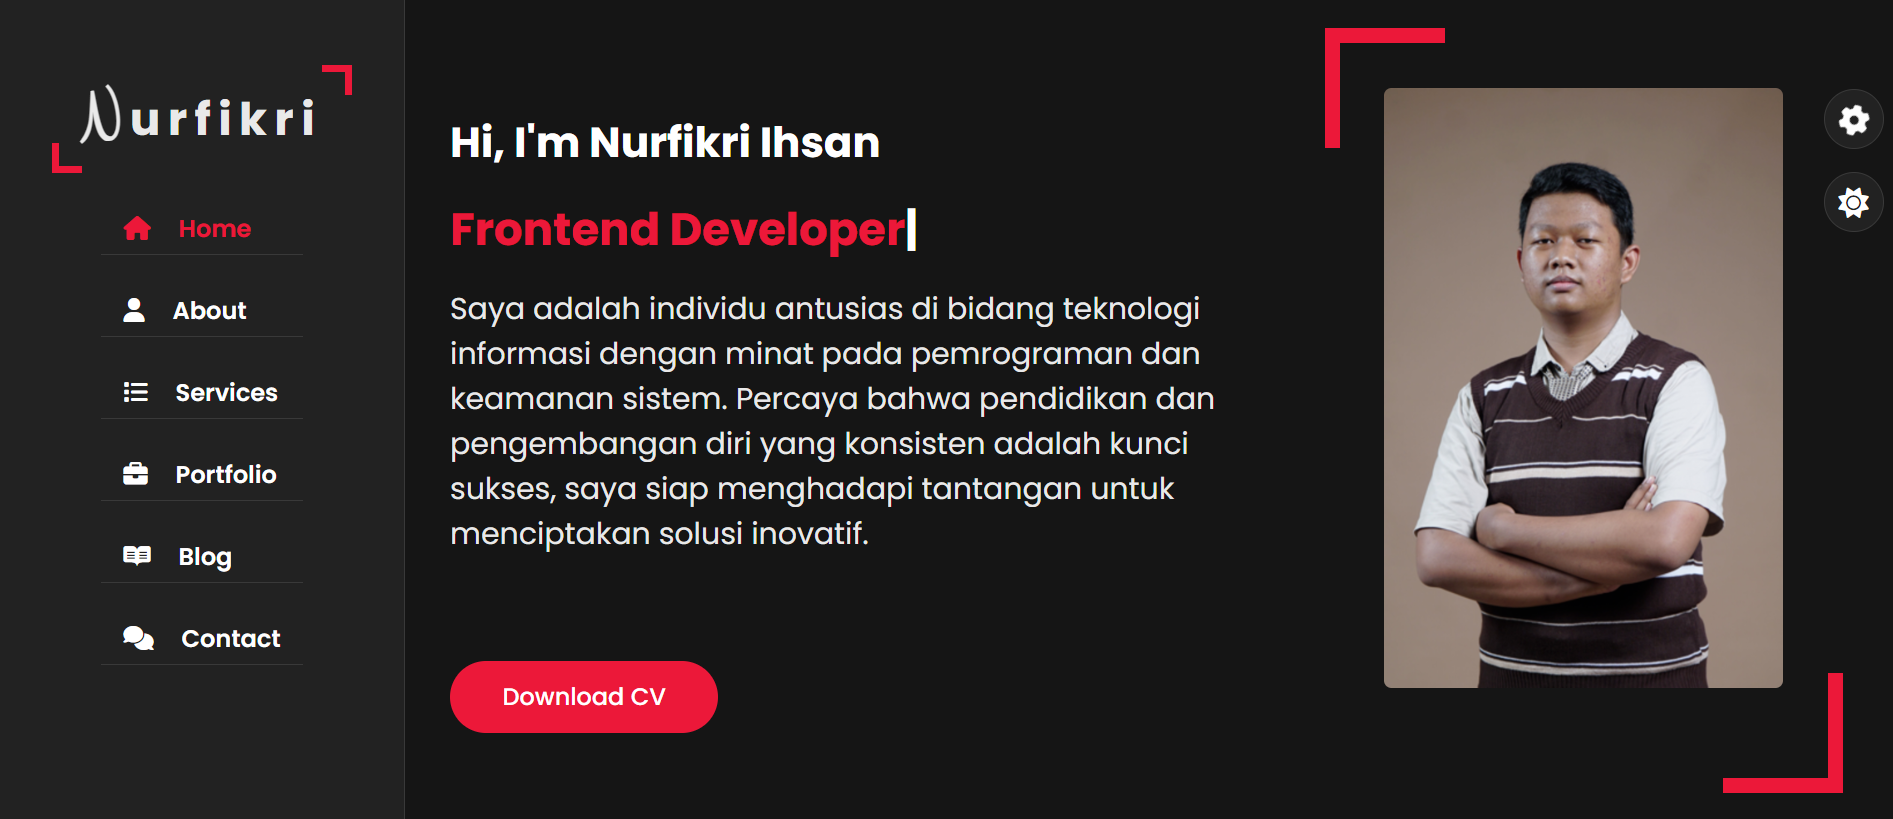 Nurfikri
Home
About
Services
Portfolio
Blog
Contact
Hi, I'm Nurfikri Ihsan
Frontend Developer|
Saya adalah individu antusias di bidang teknologi
informasi dengan minat pada pemrograman dan
keamanan sistem. Percaya bahwa pendidikan dan
pengembangan diri yang konsisten adalah kunci
sukses, saya siap menghadapi tantangan untuk
menciptakan solusi inovatif.
Download CV